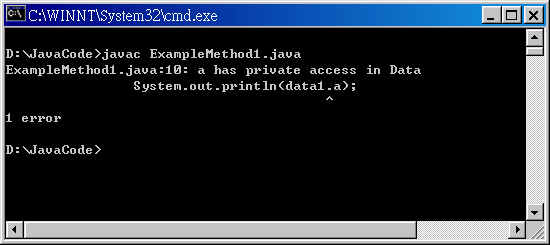 C:\WINNT\System32\cmd.exe
D:\JavaCode>javac ExampleMethod1.java
ExampleMethod1.java:10: a has private access in Data
                System.out.println(data1.a);
                                        ^
1 error
D:\JavaCode>